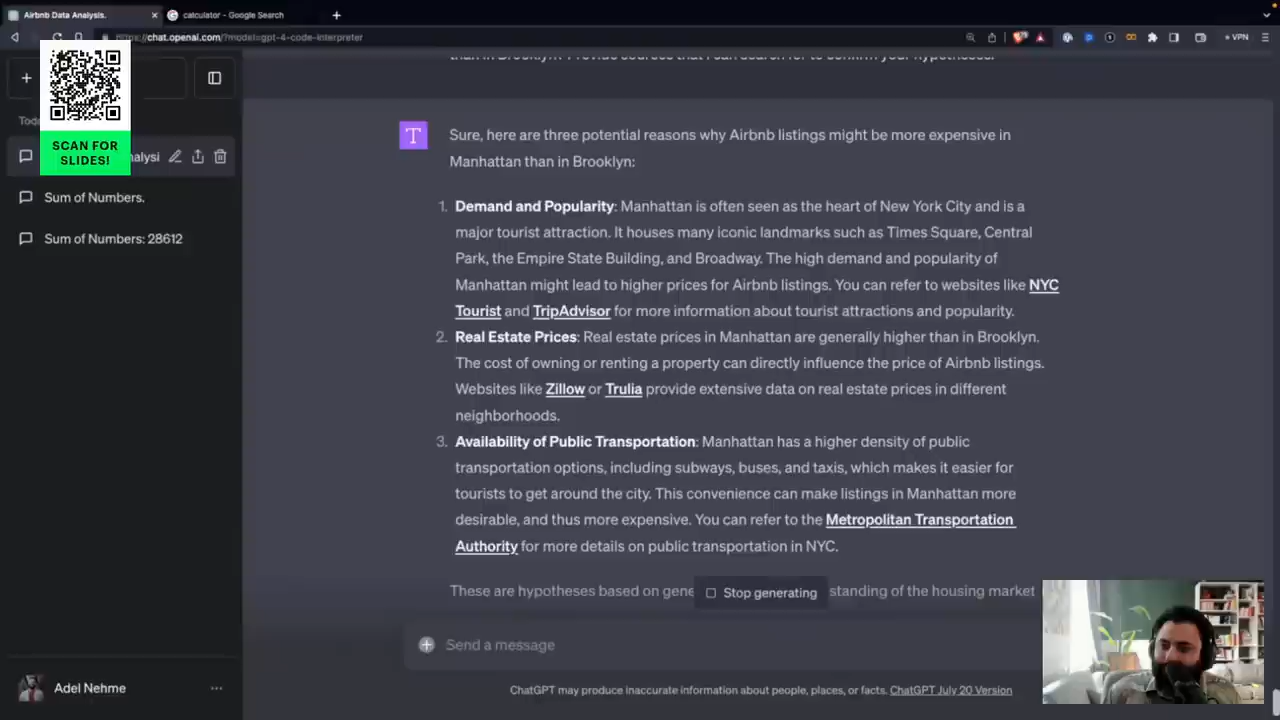 Airbnb Data Analysis.
calculator - Google Search
https://chat.openai.com/?model=gpt-4-code-interpreter
VPN
SCAN FOR
SLIDES!
Sum of Numbers.
Sum of Numbers: 28612
Adel Nehme
T
Sure, here are three potential reasons why Airbnb listings might be more expensive in
Manhattan than in Brooklyn:
1. Demand and Popularity: Manhattan is often seen as the heart of New York City and is a
major tourist attraction. It houses many iconic landmarks such as Times Square, Central
Park, the Empire State Building, and Broadway. The high demand and popularity of
Manhattan might lead to higher prices for Airbnb listings. You can refer to websites like NYC
Tourist and TripAdvisor for more information about tourist attractions and popularity.
2. Real Estate Prices: Real estate prices in Manhattan are generally higher than in Brooklyn.
The cost of owning or renting a property can directly influence the price of Airbnb listings.
Websites like Zillow or Trulia provide extensive data on real estate prices in different
neighborhoods.
3. Availability of Public Transportation: Manhattan has a higher density of public
transportation options, including subways, buses, and taxis, which makes it easier for
tourists to get around the city. This convenience can make listings in Manhattan more
desirable, and thus more expensive. You can refer to the Metropolitan Transportation
Authority for more details on public transportation in NYC.
These are hypotheses based on gene
Stop generating
standing of the housing market
Send a message
ChatGPT may produce inaccurate information about people, places, or facts. ChatGPT July 20 Version